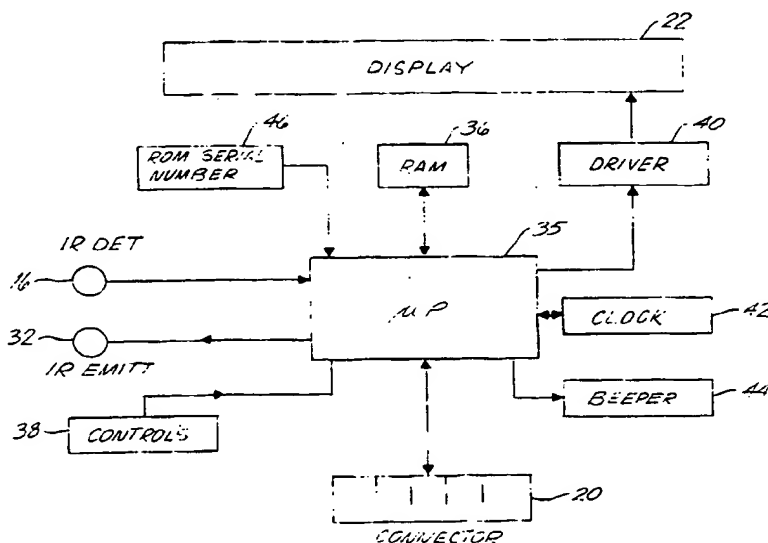 22
DISPLAY
46
36
40
ROM SERIAL
NUMBER
RAM
DRIVER
35
IR DET
16
μP
CLOCK
42
32
IR EMITT
BEEPER
44
38
CONTROLS
20
CONNECTOR